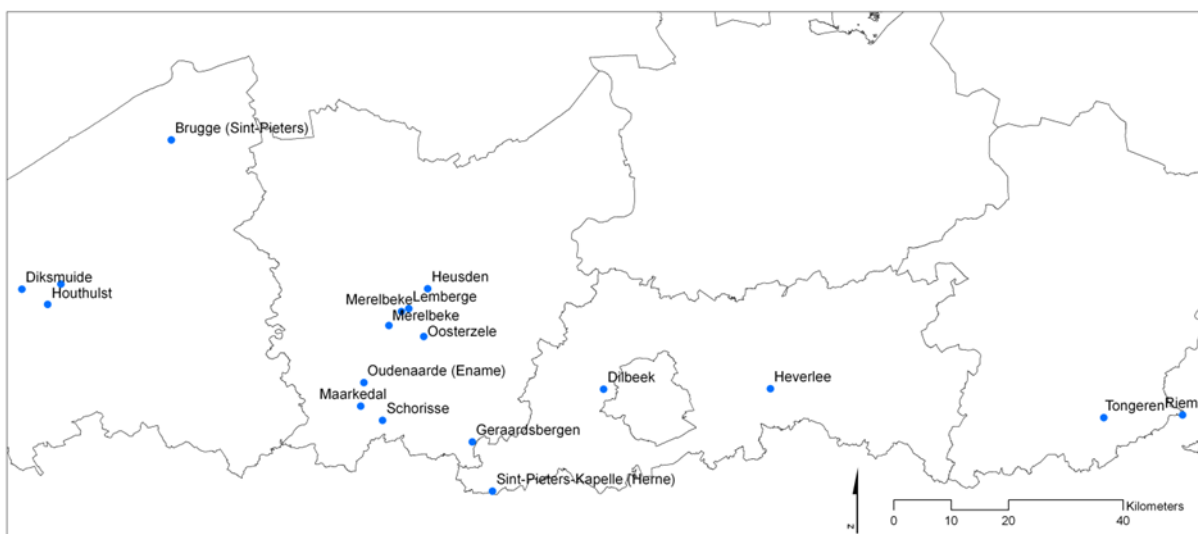 Brugge (Sint-Pieters)
Diksmuide
Houthulst
Heusden
Merelbeke
Lemberge
Merelbeke
Oosterzele
Oudenaarde (Ename)
Maarkedal
Schorisse
Geraardsbergen
Sint-Pieters-Kapelle (Herne)
Dilbeek
Heverlee
Tongeren
Riem
Kilometers
0 10 20 40
z